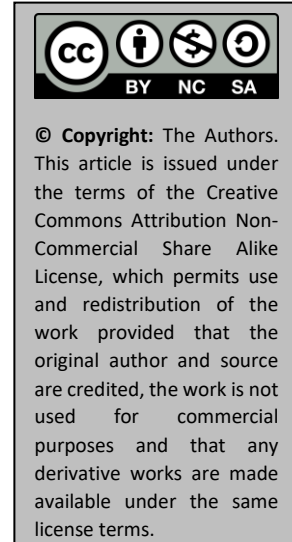 cc
BY NC SA
© Copyright: The Authors.
This article is issued under
the terms of the Creative
Commons Attribution Non-
Commercial Share Alike
License, which permits use
and redistribution of the
work provided that the
original author and source
are credited, the work is not
used for commercial
purposes and that any
derivative works are made
available under the same
license terms.